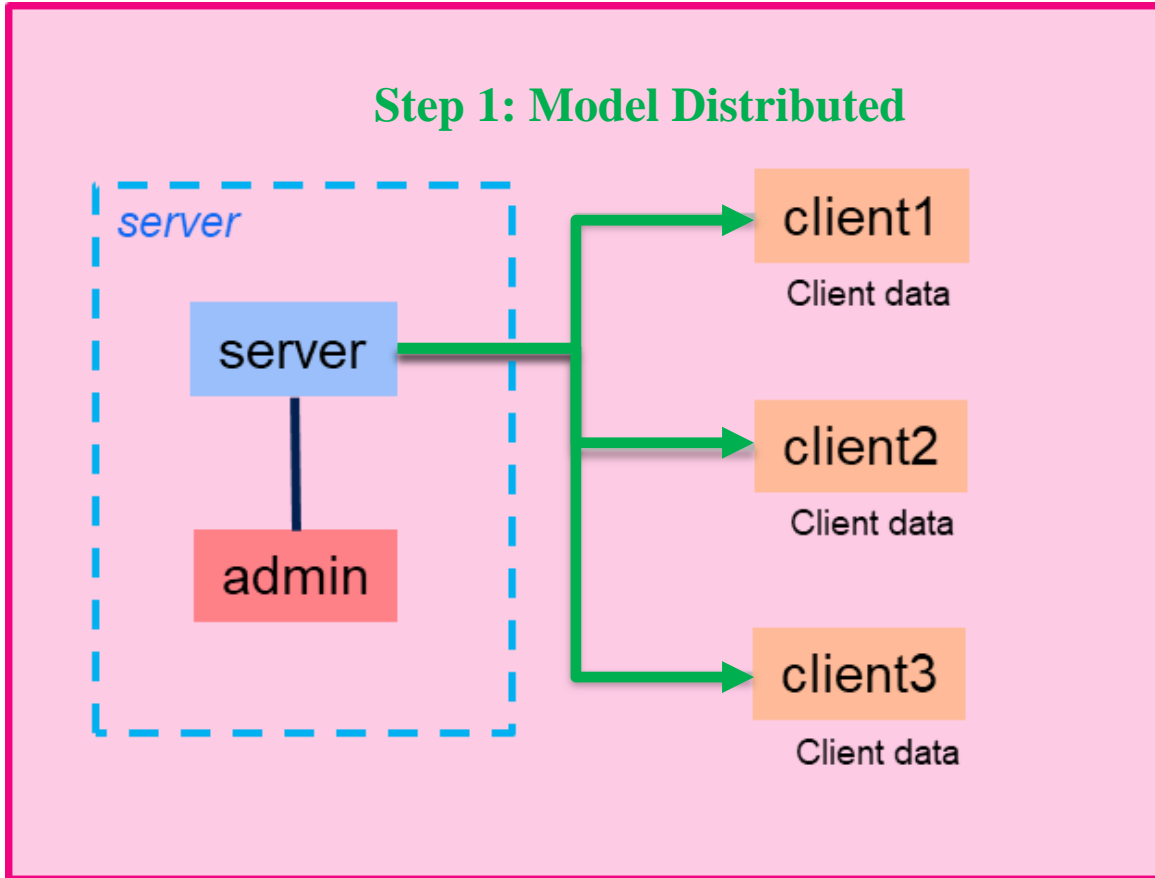 Step 1: Model Distributed
server
server
admin
client1
Client data
client2
Client data
client3
Client data